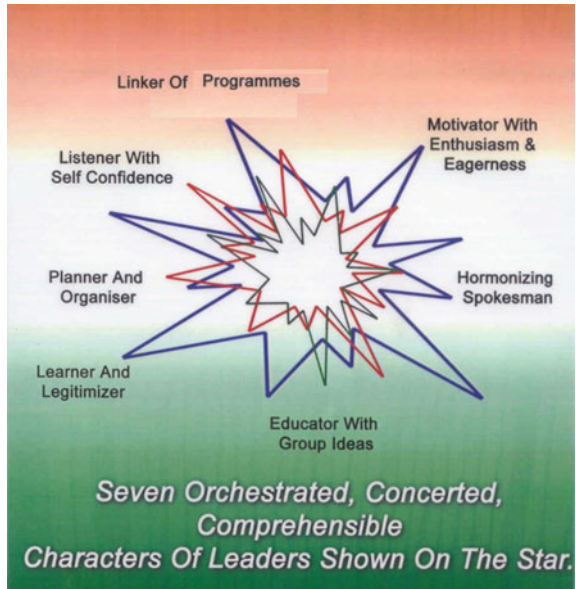 Linker Of Programmes
Motivator With
Enthusiasm &
Eagerness
Listener With
Self Confidence
Planner And
Organiser
Hormonizing
Spokesman
Learner And
Legitimizer
Educator With
Group Ideas
Seven Orchestrated, Concerted,
Comprehensible
Characters Of Leaders Shown On The Star.